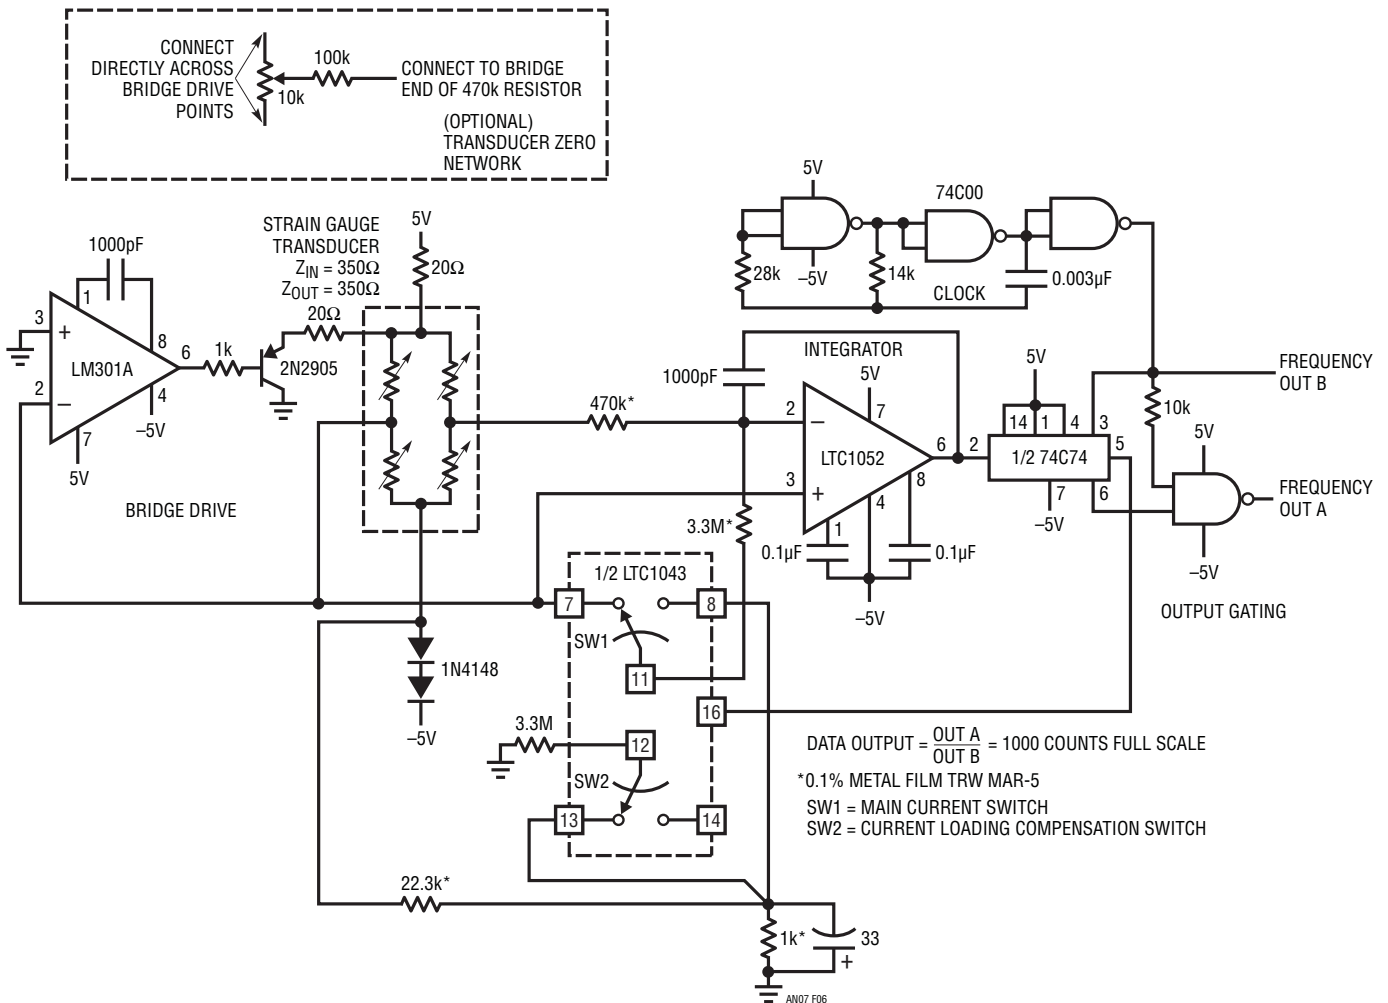 CONNECT
DIRECTLY ACROSS
BRIDGE DRIVE
POINTS
10k
100k
CONNECT TO BRIDGE
END OF 470k RESISTOR
(OPTIONAL)
TRANSDUCER ZERO
NETWORK
STRAIN GAUGE
TRANSDUCER
ZIN = 350Ω
ZOUT = 350Ω
20Ω
5V
20Ω
1000pF
1
3
+
8
LM301A
6
1k
2N2905
2
–
4
–5V
7
5V
BRIDGE DRIVE
5V
74C00
–5V
28k
14k
CLOCK
0.003µF
INTEGRATOR
1000pF
5V
7
470k*
2
–
LTC1052
6
3
+
8
1
4
0.1µF
0.1µF
–5V
3.3M*
5V
14
1
4
3
2
1/2 74C74
5
7
6
–5V
FREQUENCY
OUT B
10k
5V
FREQUENCY
OUT A
–5V
OUTPUT GATING
1/2 LTC1043
7
8
SW1
11
16
1N4148
–5V
3.3M
12
SW2
13
14
DATA OUTPUT = OUT A / OUT B = 1000 COUNTS FULL SCALE
*0.1% METAL FILM TRW MAR-5
SW1 = MAIN CURRENT SWITCH
SW2 = CURRENT LOADING COMPENSATION SWITCH
22.3k*
1k*
33
+
AN07 F06